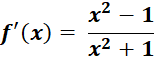 f′(x) = (x² − 1) / (x² + 1)